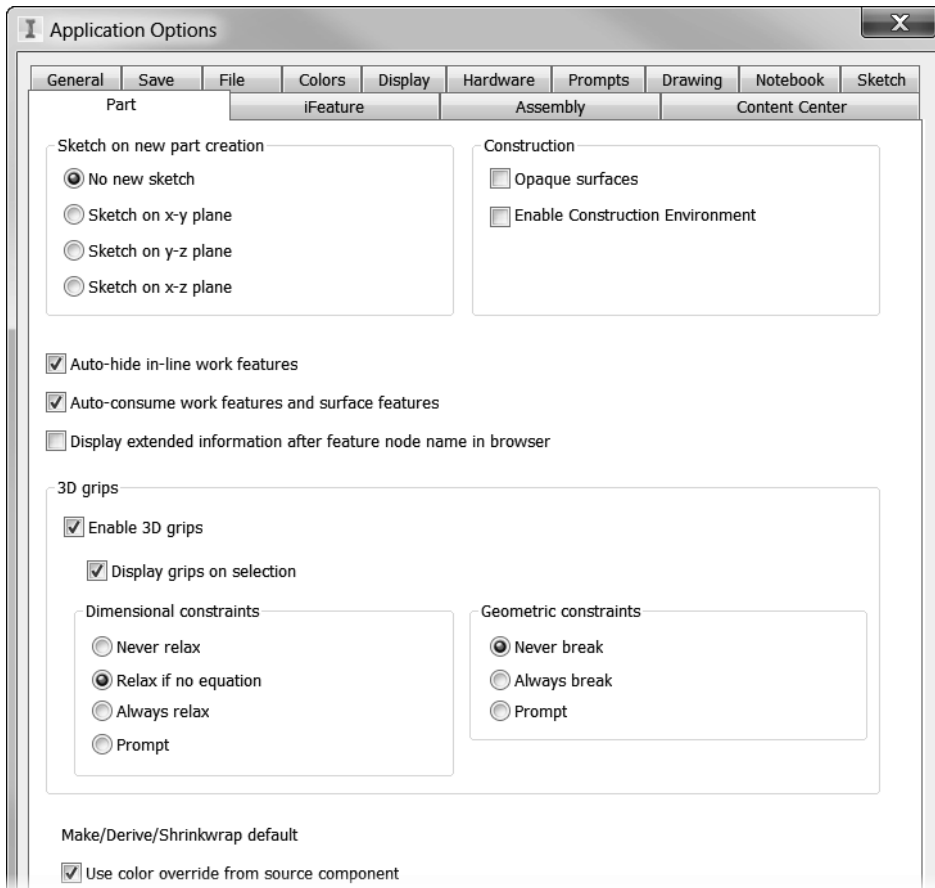 Application Options
X
General Save File Colors Display Hardware Prompts Drawing Notebook Sketch
Part iFeature Assembly Content Center
Sketch on new part creation
No new sketch
Sketch on x-y plane
Sketch on y-z plane
Sketch on x-z plane
Construction
Opaque surfaces
Enable Construction Environment
Auto-hide in-line work features
Auto-consume work features and surface features
Display extended information after feature node name in browser
3D grips
Enable 3D grips
Display grips on selection
Dimensional constraints
Never relax
Relax if no equation
Always relax
Prompt
Geometric constraints
Never break
Always break
Prompt
Make/Derive/Shrinkwrap default
Use color override from source component